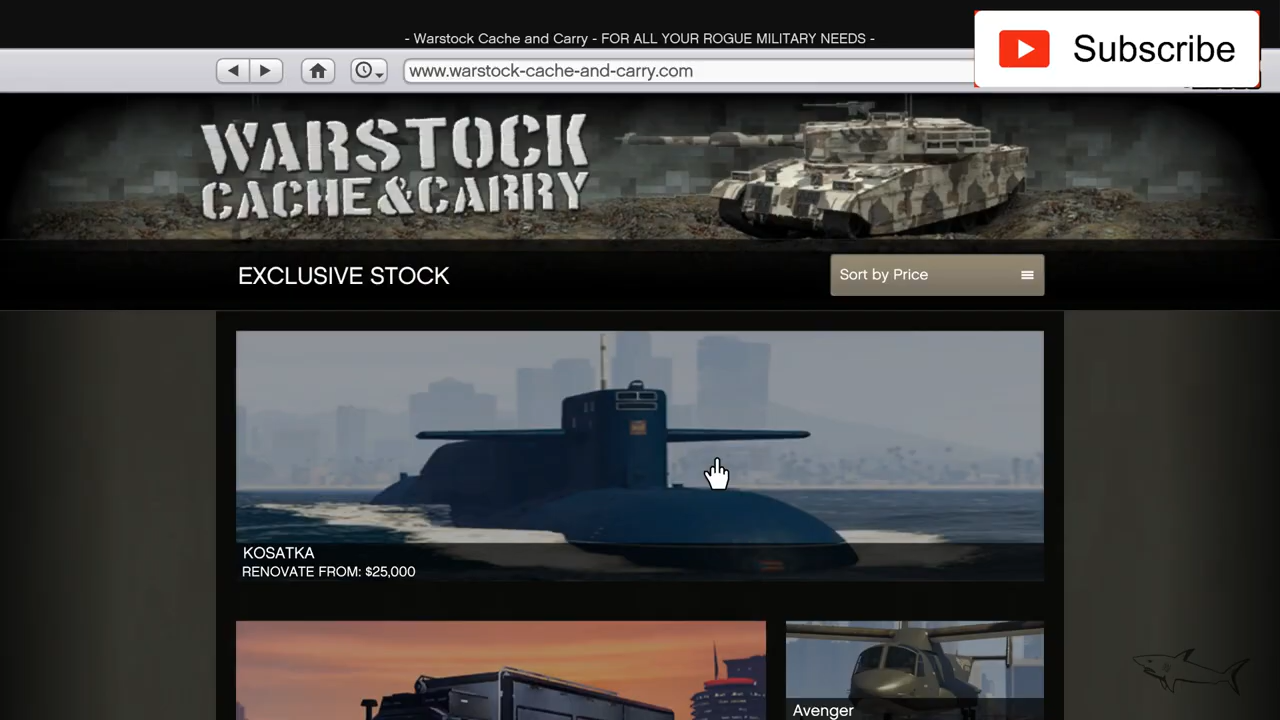 - Warstock Cache and Carry - FOR ALL YOUR ROGUE MILITARY NEEDS -
Subscribe
www.warstock-cache-and-carry.com
WARSTOCK
CACHE & CARRY
EXCLUSIVE STOCK
Sort by Price
KOSATKA
RENOVATE FROM: $25,000
Avenger